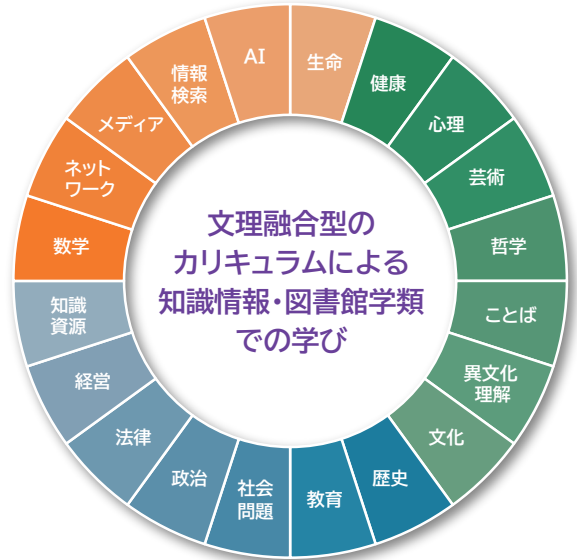 文理融合型の
カリキュラムによる
知識情報・図書館学類
での学び
生命
健康
心理
芸術
哲学
ことば
異文化
理解
文化
歴史
教育
社会
問題
政治
法律
経営
知識
資源
数学
ネット
ワーク
メディア
情報
検索
AI